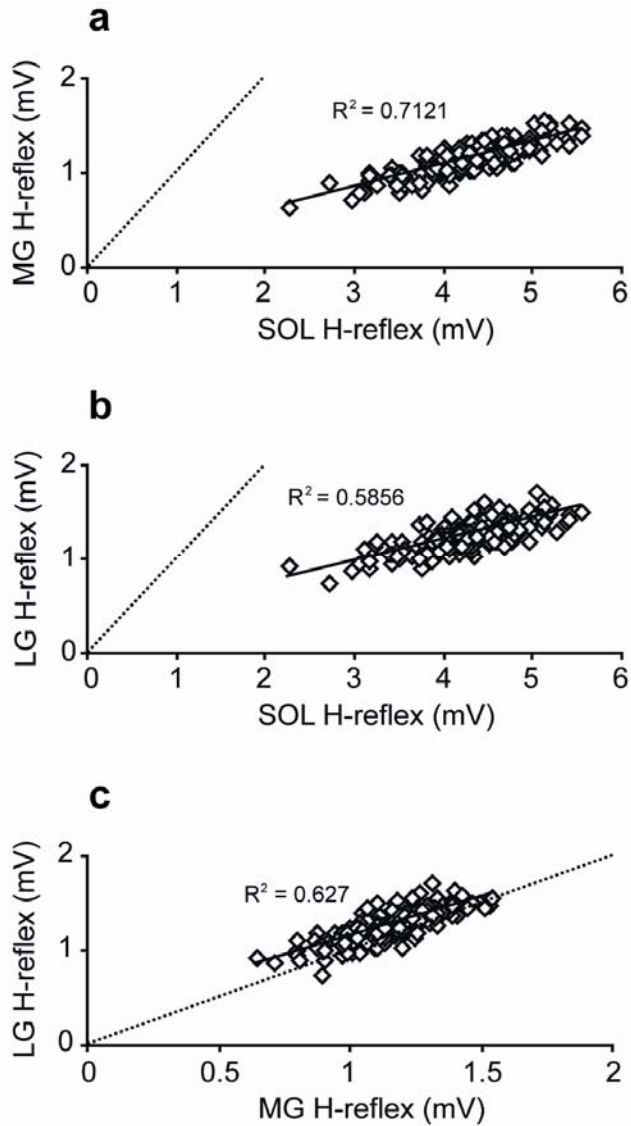 a
2
1
0
MG H-reflex (mV)
R² = 0.7121
0 1 2 3 4 5 6
SOL H-reflex (mV)
b
2
1
0
LG H-reflex (mV)
R² = 0.5856
0 1 2 3 4 5 6
SOL H-reflex (mV)
c
2
1
0
LG H-reflex (mV)
R² = 0.627
0 0.5 1 1.5 2
MG H-reflex (mV)